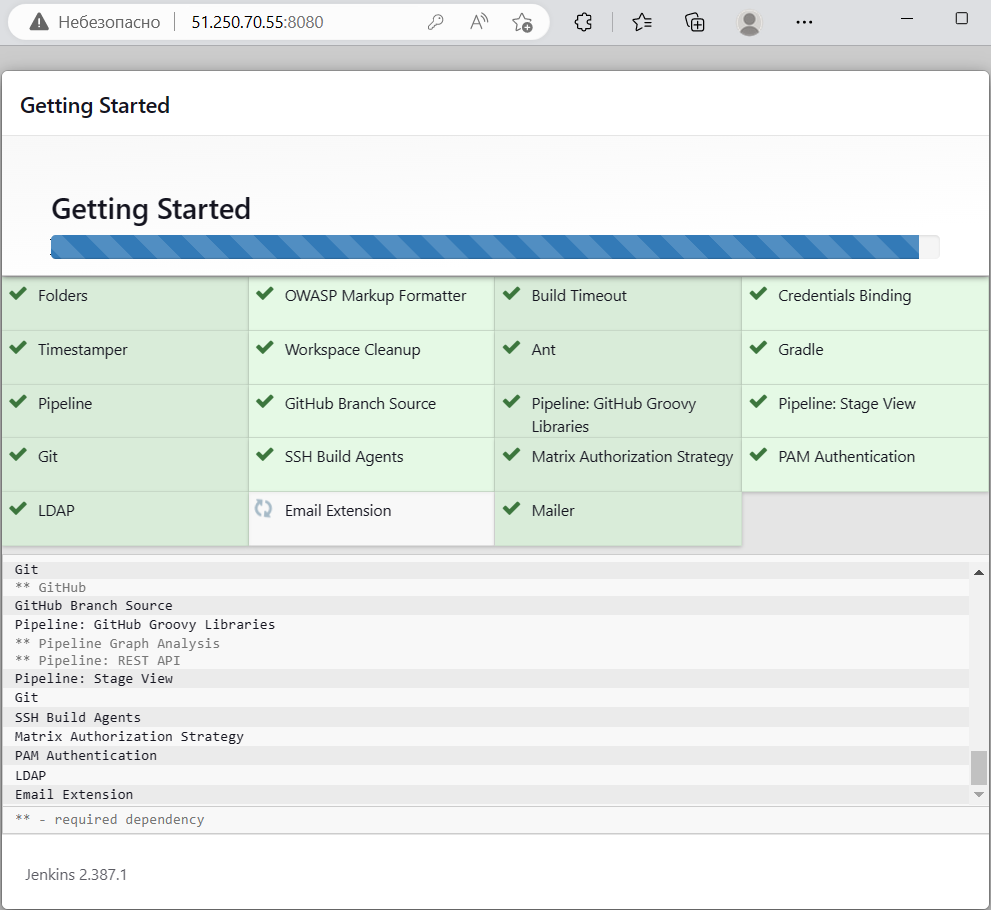 Небезопасно 51.250.70.55:8080
Getting Started
Getting Started
Folders OWASP Markup Formatter Build Timeout Credentials Binding
Timestamper Workspace Cleanup Ant Gradle
Pipeline GitHub Branch Source Pipeline: GitHub Groovy Pipeline: Stage View
Libraries
Git SSH Build Agents Matrix Authorization Strategy PAM Authentication
LDAP Email Extension Mailer
Git
** GitHub
GitHub Branch Source
Pipeline: GitHub Groovy Libraries
** Pipeline Graph Analysis
** Pipeline: REST API
Pipeline: Stage View
Git
SSH Build Agents
Matrix Authorization Strategy
PAM Authentication
LDAP
Email Extension
** - required dependency
Jenkins 2.387.1